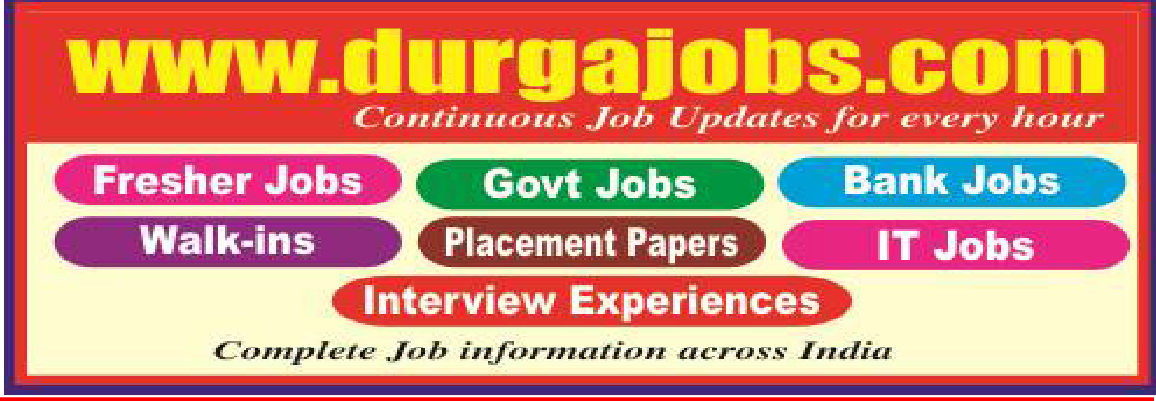 www.durgajobs.com
Continuous Job Updates for every hour
Fresher Jobs Govt Jobs Bank Jobs
Walk-ins Placement Papers IT Jobs
Interview Experiences
Complete Job information across India